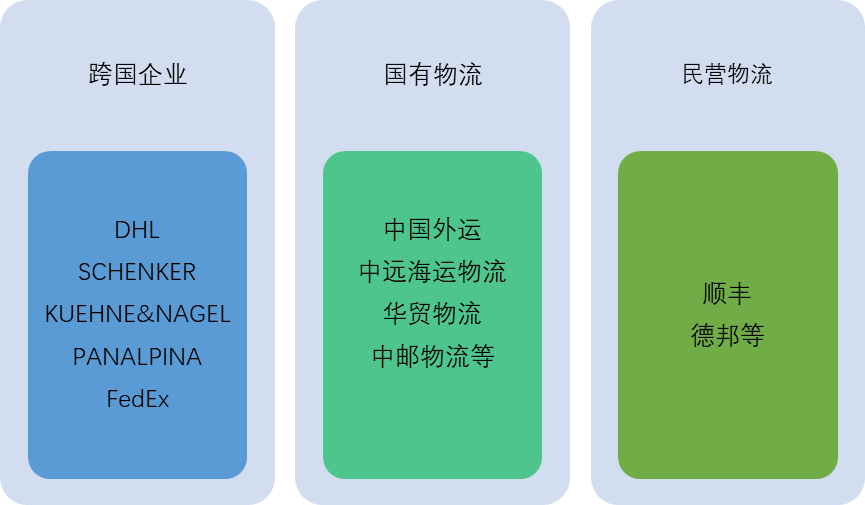 跨国企业
DHL
SCHENKER
KUEHNE&NAGEL
PANALPINA
FedEx
国有物流
中国外运
中远海运物流
华贸物流
中邮物流等
民营物流
顺丰
德邦等